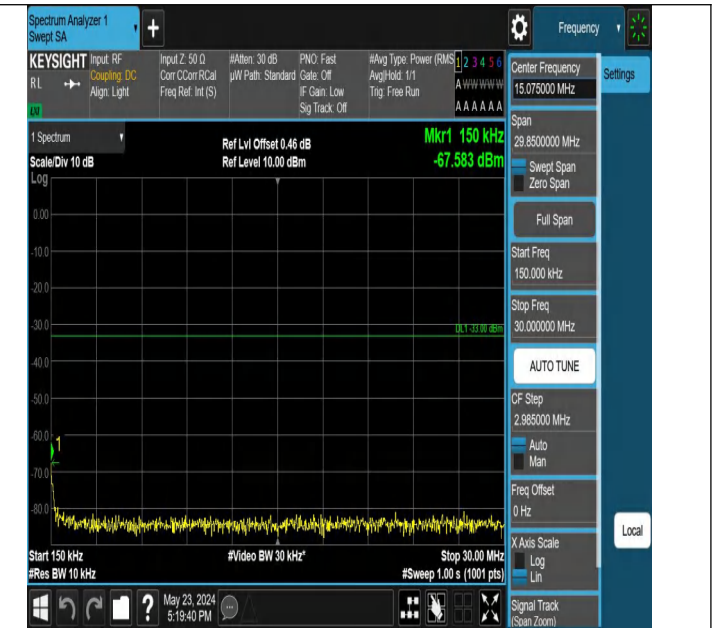 Spectrum Analyzer 1
Swept SA
+
Frequency
KEYSIGHT
RL
Input: RF
Coupling: DC
Align: Light
Input Z: 50 Ω
Corr CCorr RCal
Freq Ref: Int (S)
#Atten: 30 dB
µW Path: Standard
PNO: Fast
Gate: Off
IF Gain: Low
Sig Track: Off
#Avg Type: Power (RMS
Avg|Hold: 1/1
Trig: Free Run
1 2 3 4 5 6
A W W W W W
A A A A A A
1 Spectrum
Scale/Div 10 dB
Log
Ref Lvl Offset 0.46 dB
Ref Level 10.00 dBm
Mkr1 150 kHz
-67.583 dBm
0.00
-10.0
-20.0
-30.0
DL1 -33.00 dBm
-40.0
-50.0
-60.0
1
-70.0
-80.0
Start 150 kHz
#Res BW 10 kHz
#Video BW 30 kHz*
Stop 30.00 MHz
#Sweep 1.00 s (1001 pts)
May 23, 2024
5:19:40 PM
Center Frequency
15.075000 MHz
Settings
Span
29.8500000 MHz
Swept Span
Zero Span
Full Span
Start Freq
150.000 kHz
Stop Freq
30.000000 MHz
AUTO TUNE
CF Step
2.985000 MHz
Auto
Man
Freq Offset
0 Hz
X Axis Scale
Log
Lin
Local
Signal Track
(Span Zoom)